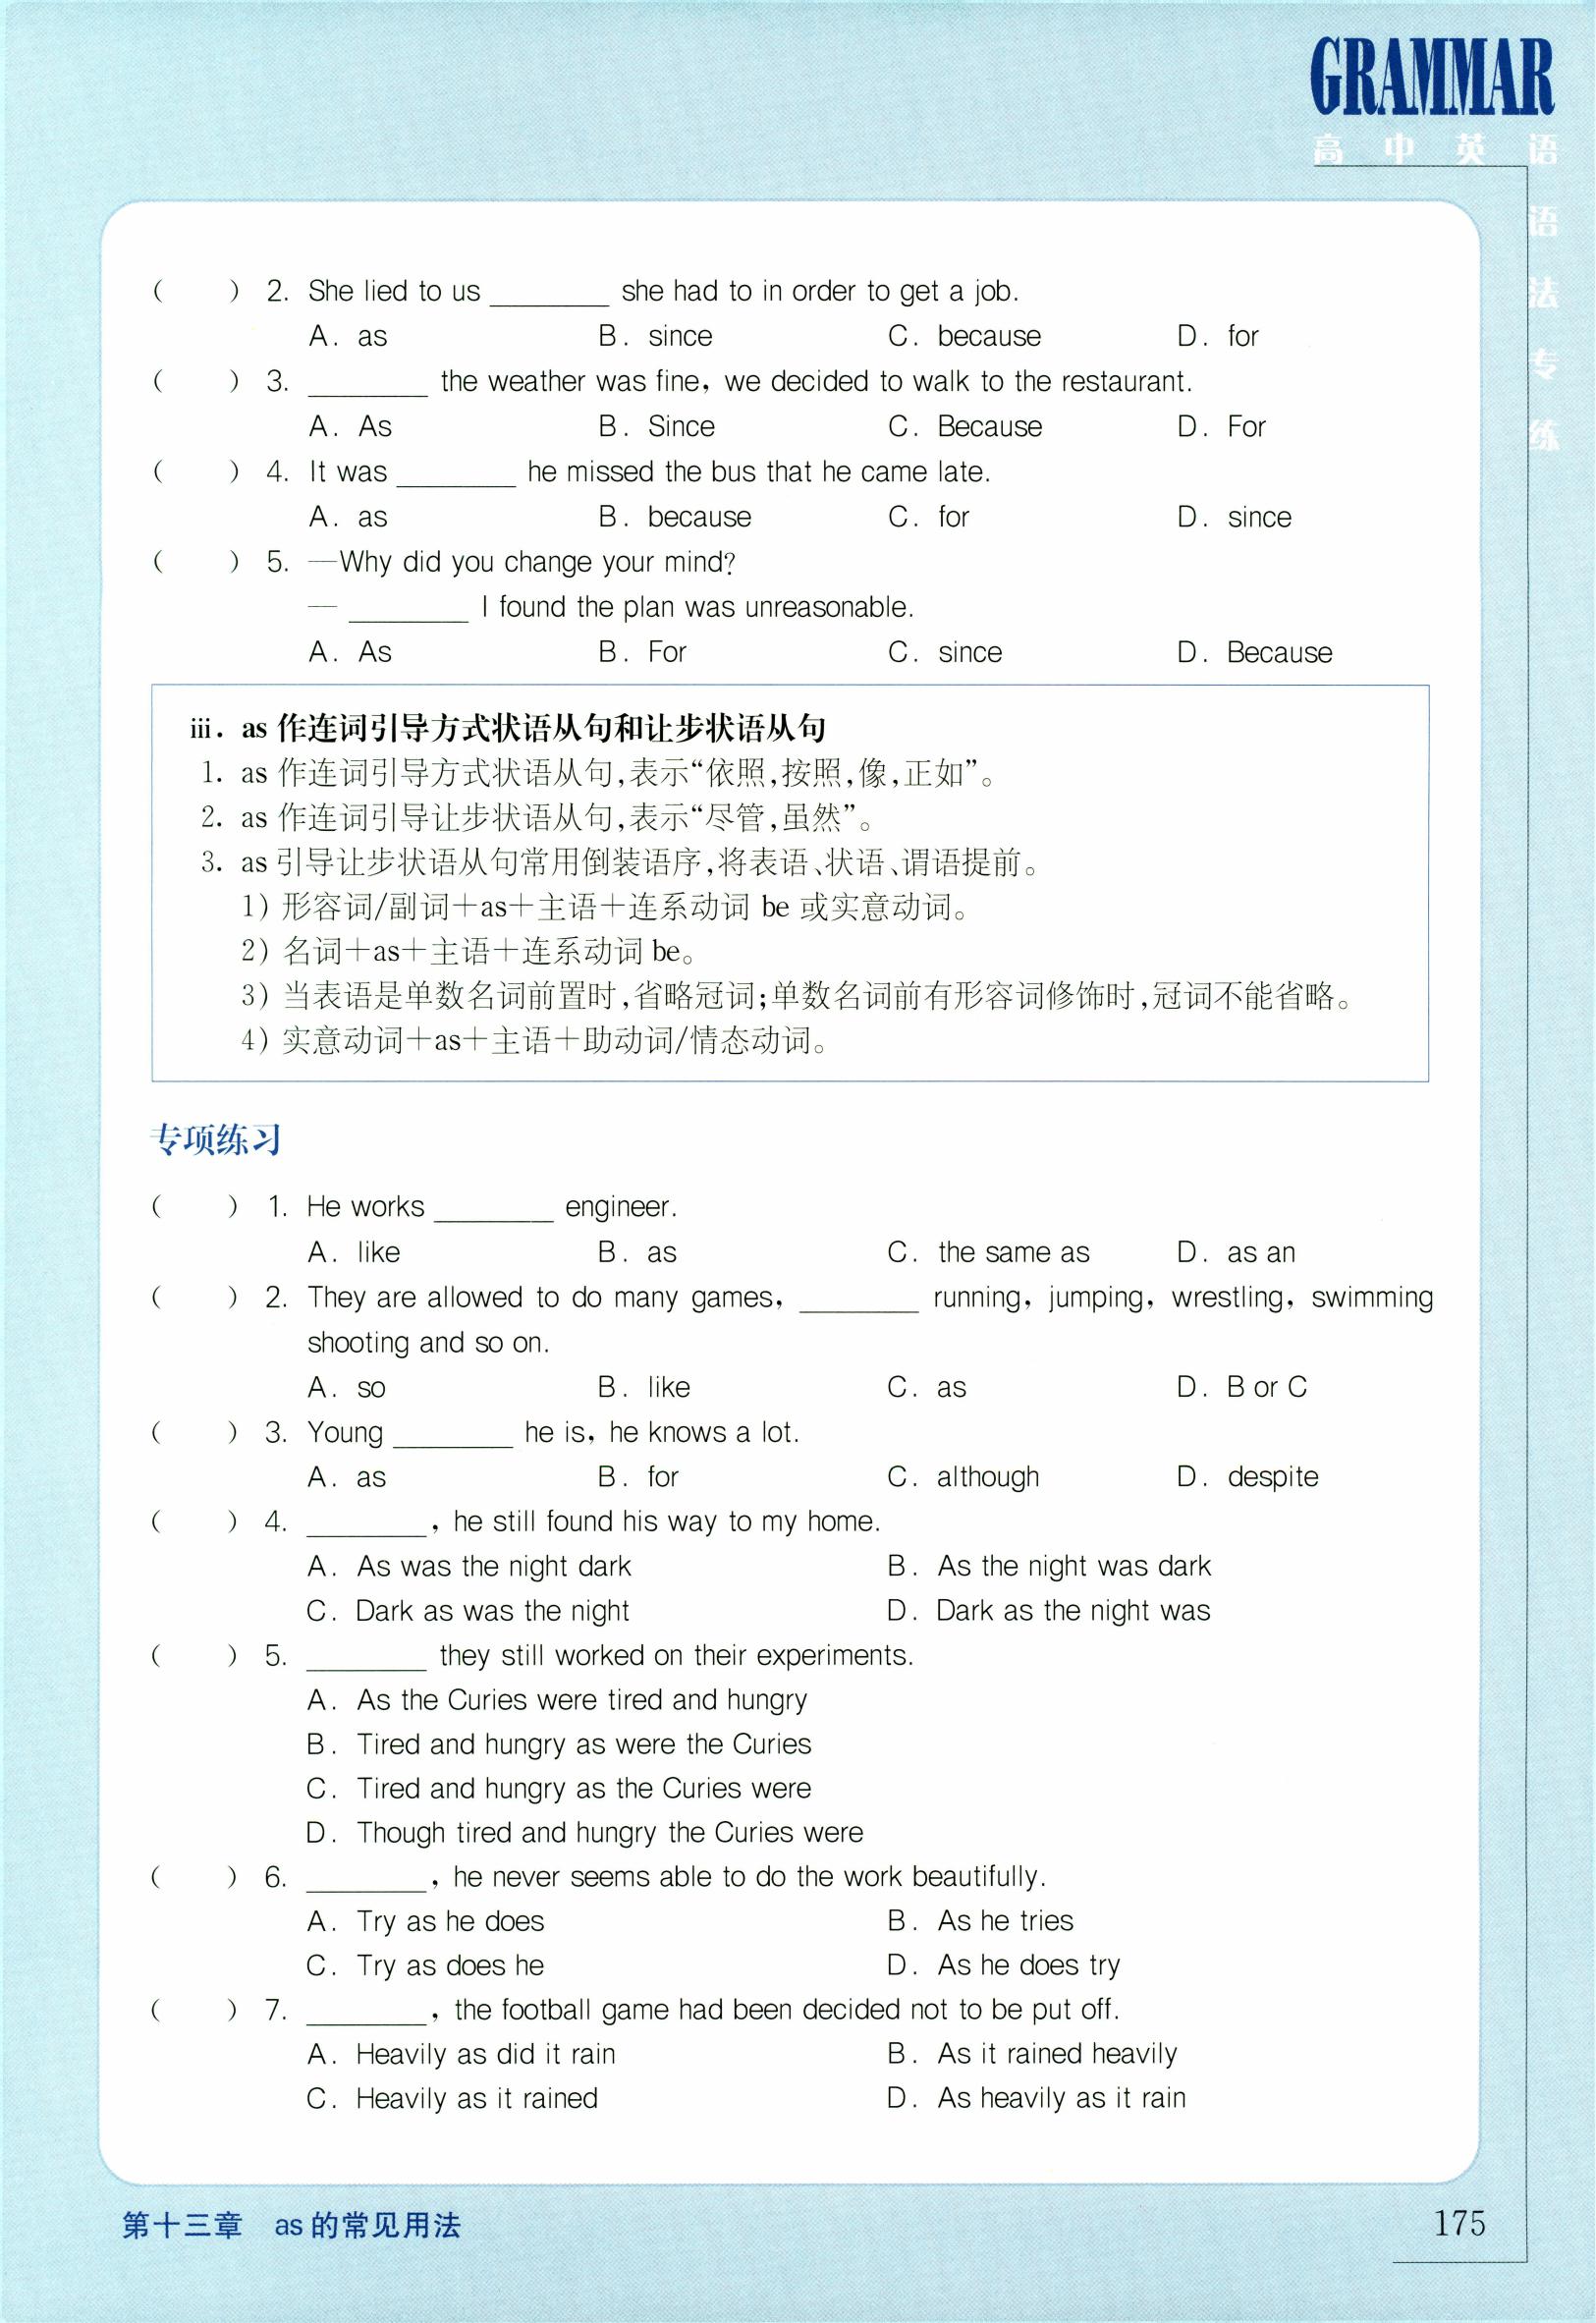 GRAMMAR
高中英语
语法专练
( ) 2. She lied to us ________ she had to in order to get a job.
A. as B. since C. because D. for
( ) 3. ________ the weather was fine, we decided to walk to the restaurant.
A. As B. Since C. Because D. For
( ) 4. It was ________ he missed the bus that he came late.
A. as B. because C. for D. since
( ) 5. —Why did you change your mind?
— ________ I found the plan was unreasonable.
A. As B. For C. since D. Because
iii. as 作连词引导方式状语从句和让步状语从句
1. as 作连词引导方式状语从句,表示“依照,按照,像,正如”。
2. as 作连词引导让步状语从句,表示“尽管,虽然”。
3. as 引导让步状语从句常用倒装语序,将表语、状语、谓语提前。
1) 形容词/副词+as+主语+连系动词 be 或实意动词。
2) 名词+as+主语+连系动词 be。
3) 当表语是单数名词前置时,省略冠词;单数名词前有形容词修饰时,冠词不能省略。
4) 实意动词+as+主语+助动词/情态动词。
专项练习
( ) 1. He works ________ engineer.
A. like B. as C. the same as D. as an
( ) 2. They are allowed to do many games, ________ running, jumping, wrestling, swimming
shooting and so on.
A. so B. like C. as D. B or C
( ) 3. Young ________ he is, he knows a lot.
A. as B. for C. although D. despite
( ) 4. ________, he still found his way to my home.
A. As was the night dark B. As the night was dark
C. Dark as was the night D. Dark as the night was
( ) 5. ________ they still worked on their experiments.
A. As the Curies were tired and hungry
B. Tired and hungry as were the Curies
C. Tired and hungry as the Curies were
D. Though tired and hungry the Curies were
( ) 6. ________, he never seems able to do the work beautifully.
A. Try as he does B. As he tries
C. Try as does he D. As he does try
( ) 7. ________, the football game had been decided not to be put off.
A. Heavily as did it rain B. As it rained heavily
C. Heavily as it rained D. As heavily as it rain
第十三章 as 的常见用法 175